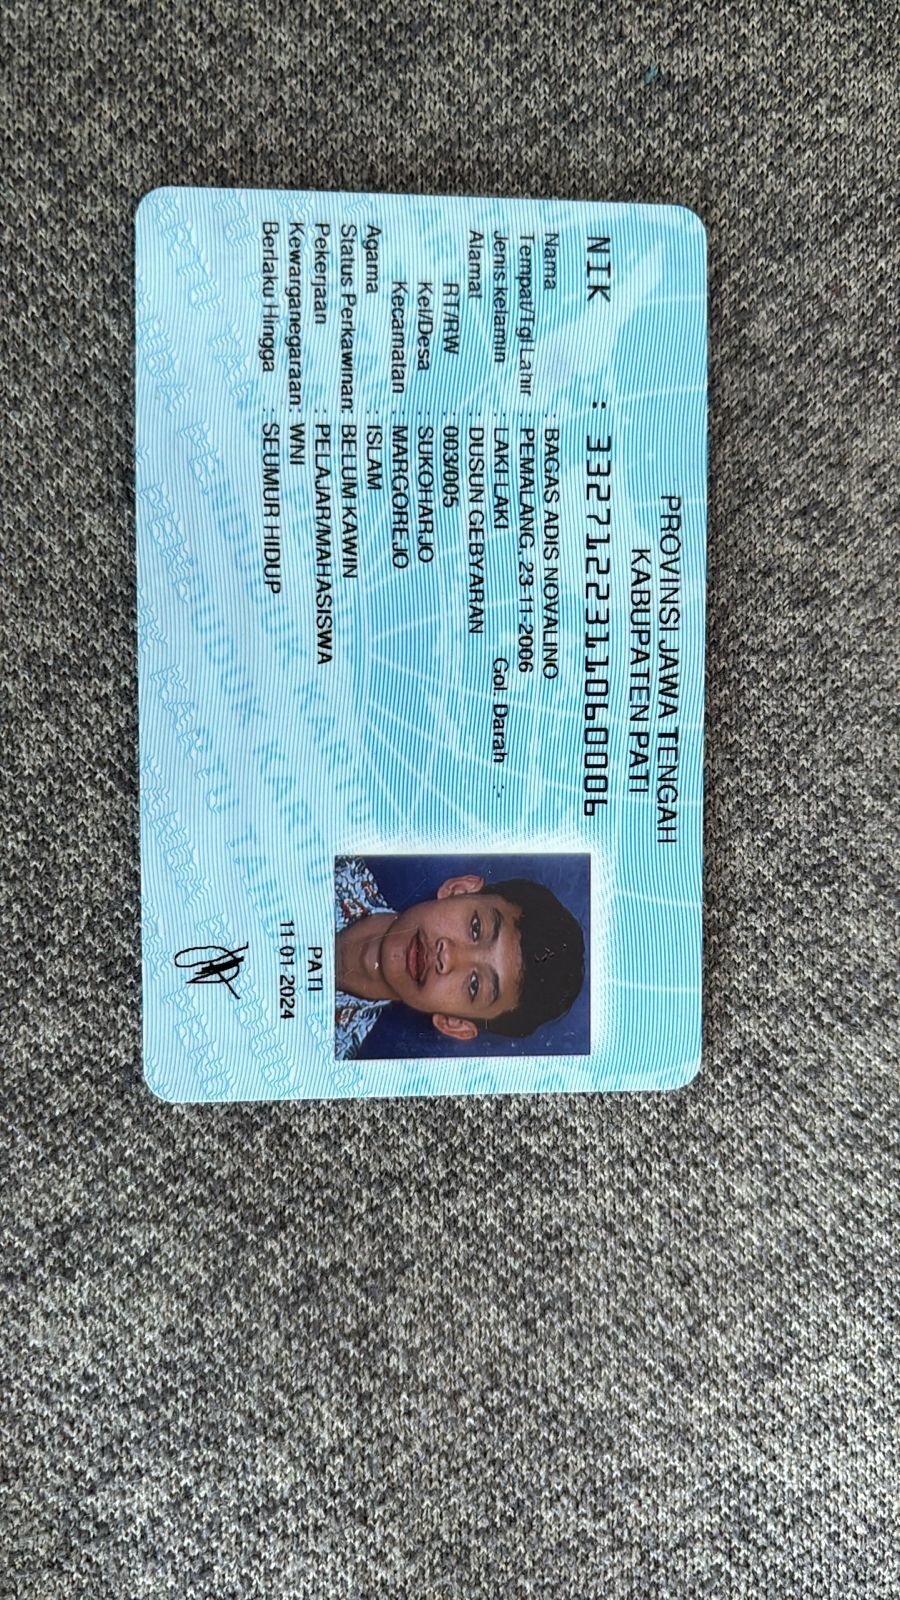 PROVINSI JAWA TENGAH
KABUPATEN PATI
NIK : 3327122311060006
Nama : BAGAS ADIS NOVALINO
Tempat/Tgl Lahir : PEMALANG, 23-11-2006
Jenis kelamin : LAKI-LAKI Gol. Darah : -
Alamat : DUSUN GEBYARAN
RT/RW : 003/005
Kel/Desa : SUKOHARJO
Kecamatan : MARGOREJO
Agama : ISLAM
Status Perkawinan: BELUM KAWIN
Pekerjaan : PELAJAR/MAHASISWA
Kewarganegaraan: WNI
Berlaku Hingga : SEUMUR HIDUP
PATI
11-01-2024